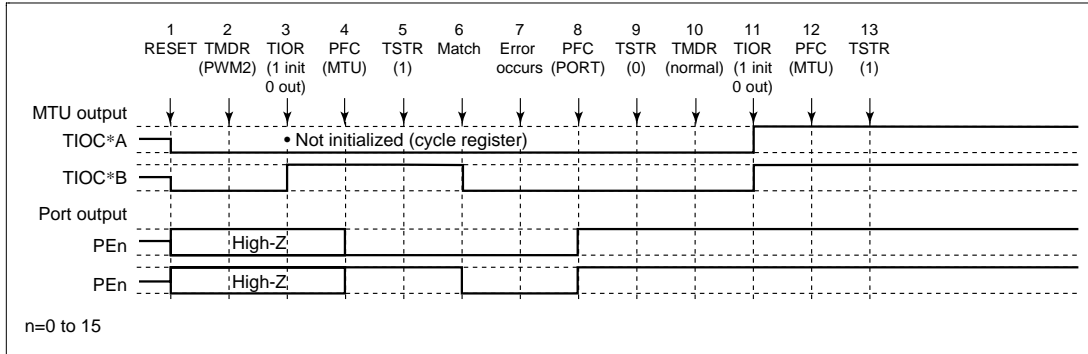 1 2 3 4 5 6 7 8 9 10 11 12 13
RESET TMDR TIOR PFC TSTR Match Error PFC TSTR TMDR TIOR PFC TSTR
(PWM2) (1 init (MTU) (1) occurs (PORT) (0) (normal) (1 init (MTU) (1)
0 out) 0 out)
MTU output
TIOC*A • Not initialized (cycle register)
TIOC*B
Port output
PEn High-Z
PEn High-Z
n=0 to 15